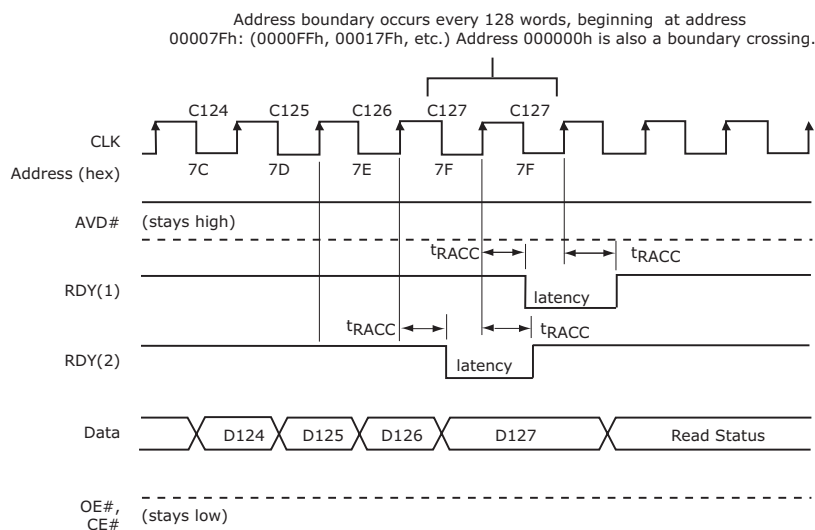 Address boundary occurs every 128 words, beginning at address
00007Fh: (0000FFh, 00017Fh, etc.) Address 000000h is also a boundary crossing.
C124 C125 C126 C127 C127
CLK
Address (hex) 7C 7D 7E 7F 7F
AVD# (stays high)
tRACC tRACC
RDY(1) latency
tRACC tRACC
RDY(2) latency
Data D124 D125 D126 D127 Read Status
OE#,
CE# (stays low)